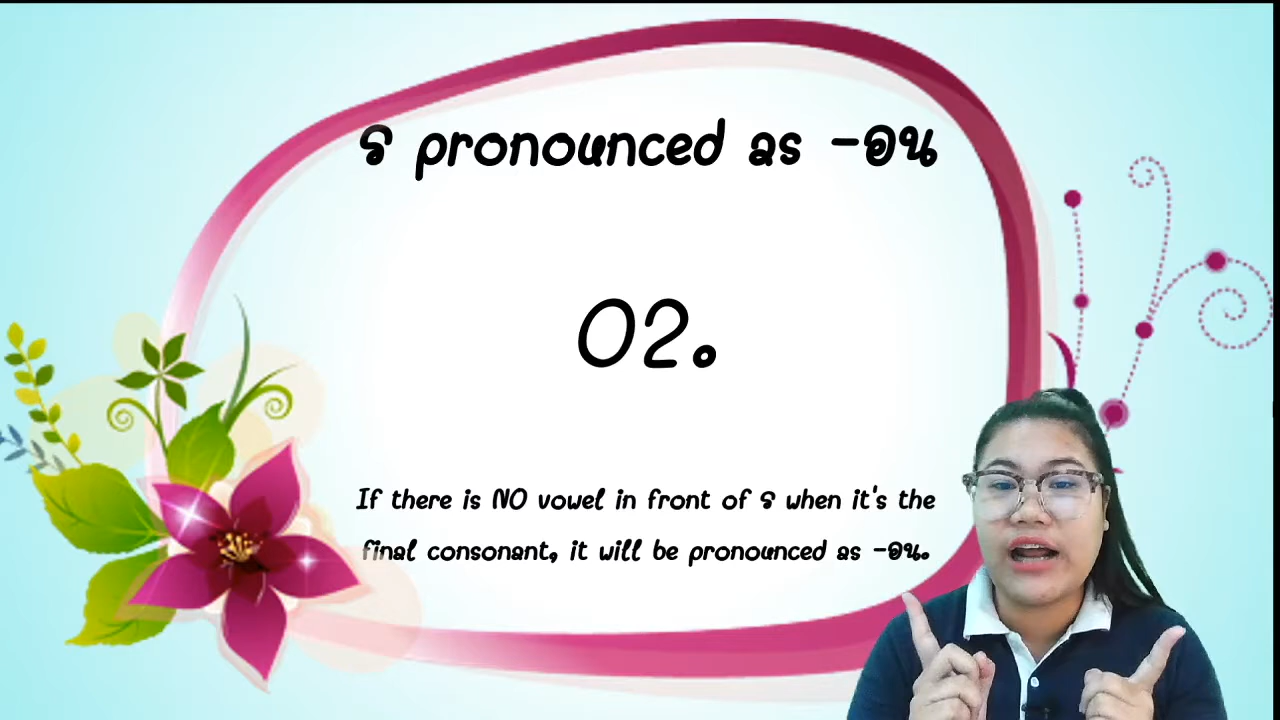 ร pronounced as -อน
02.
If there is NO vowel in front of ร when it's the
final consonant, it will be pronounced as -อน.